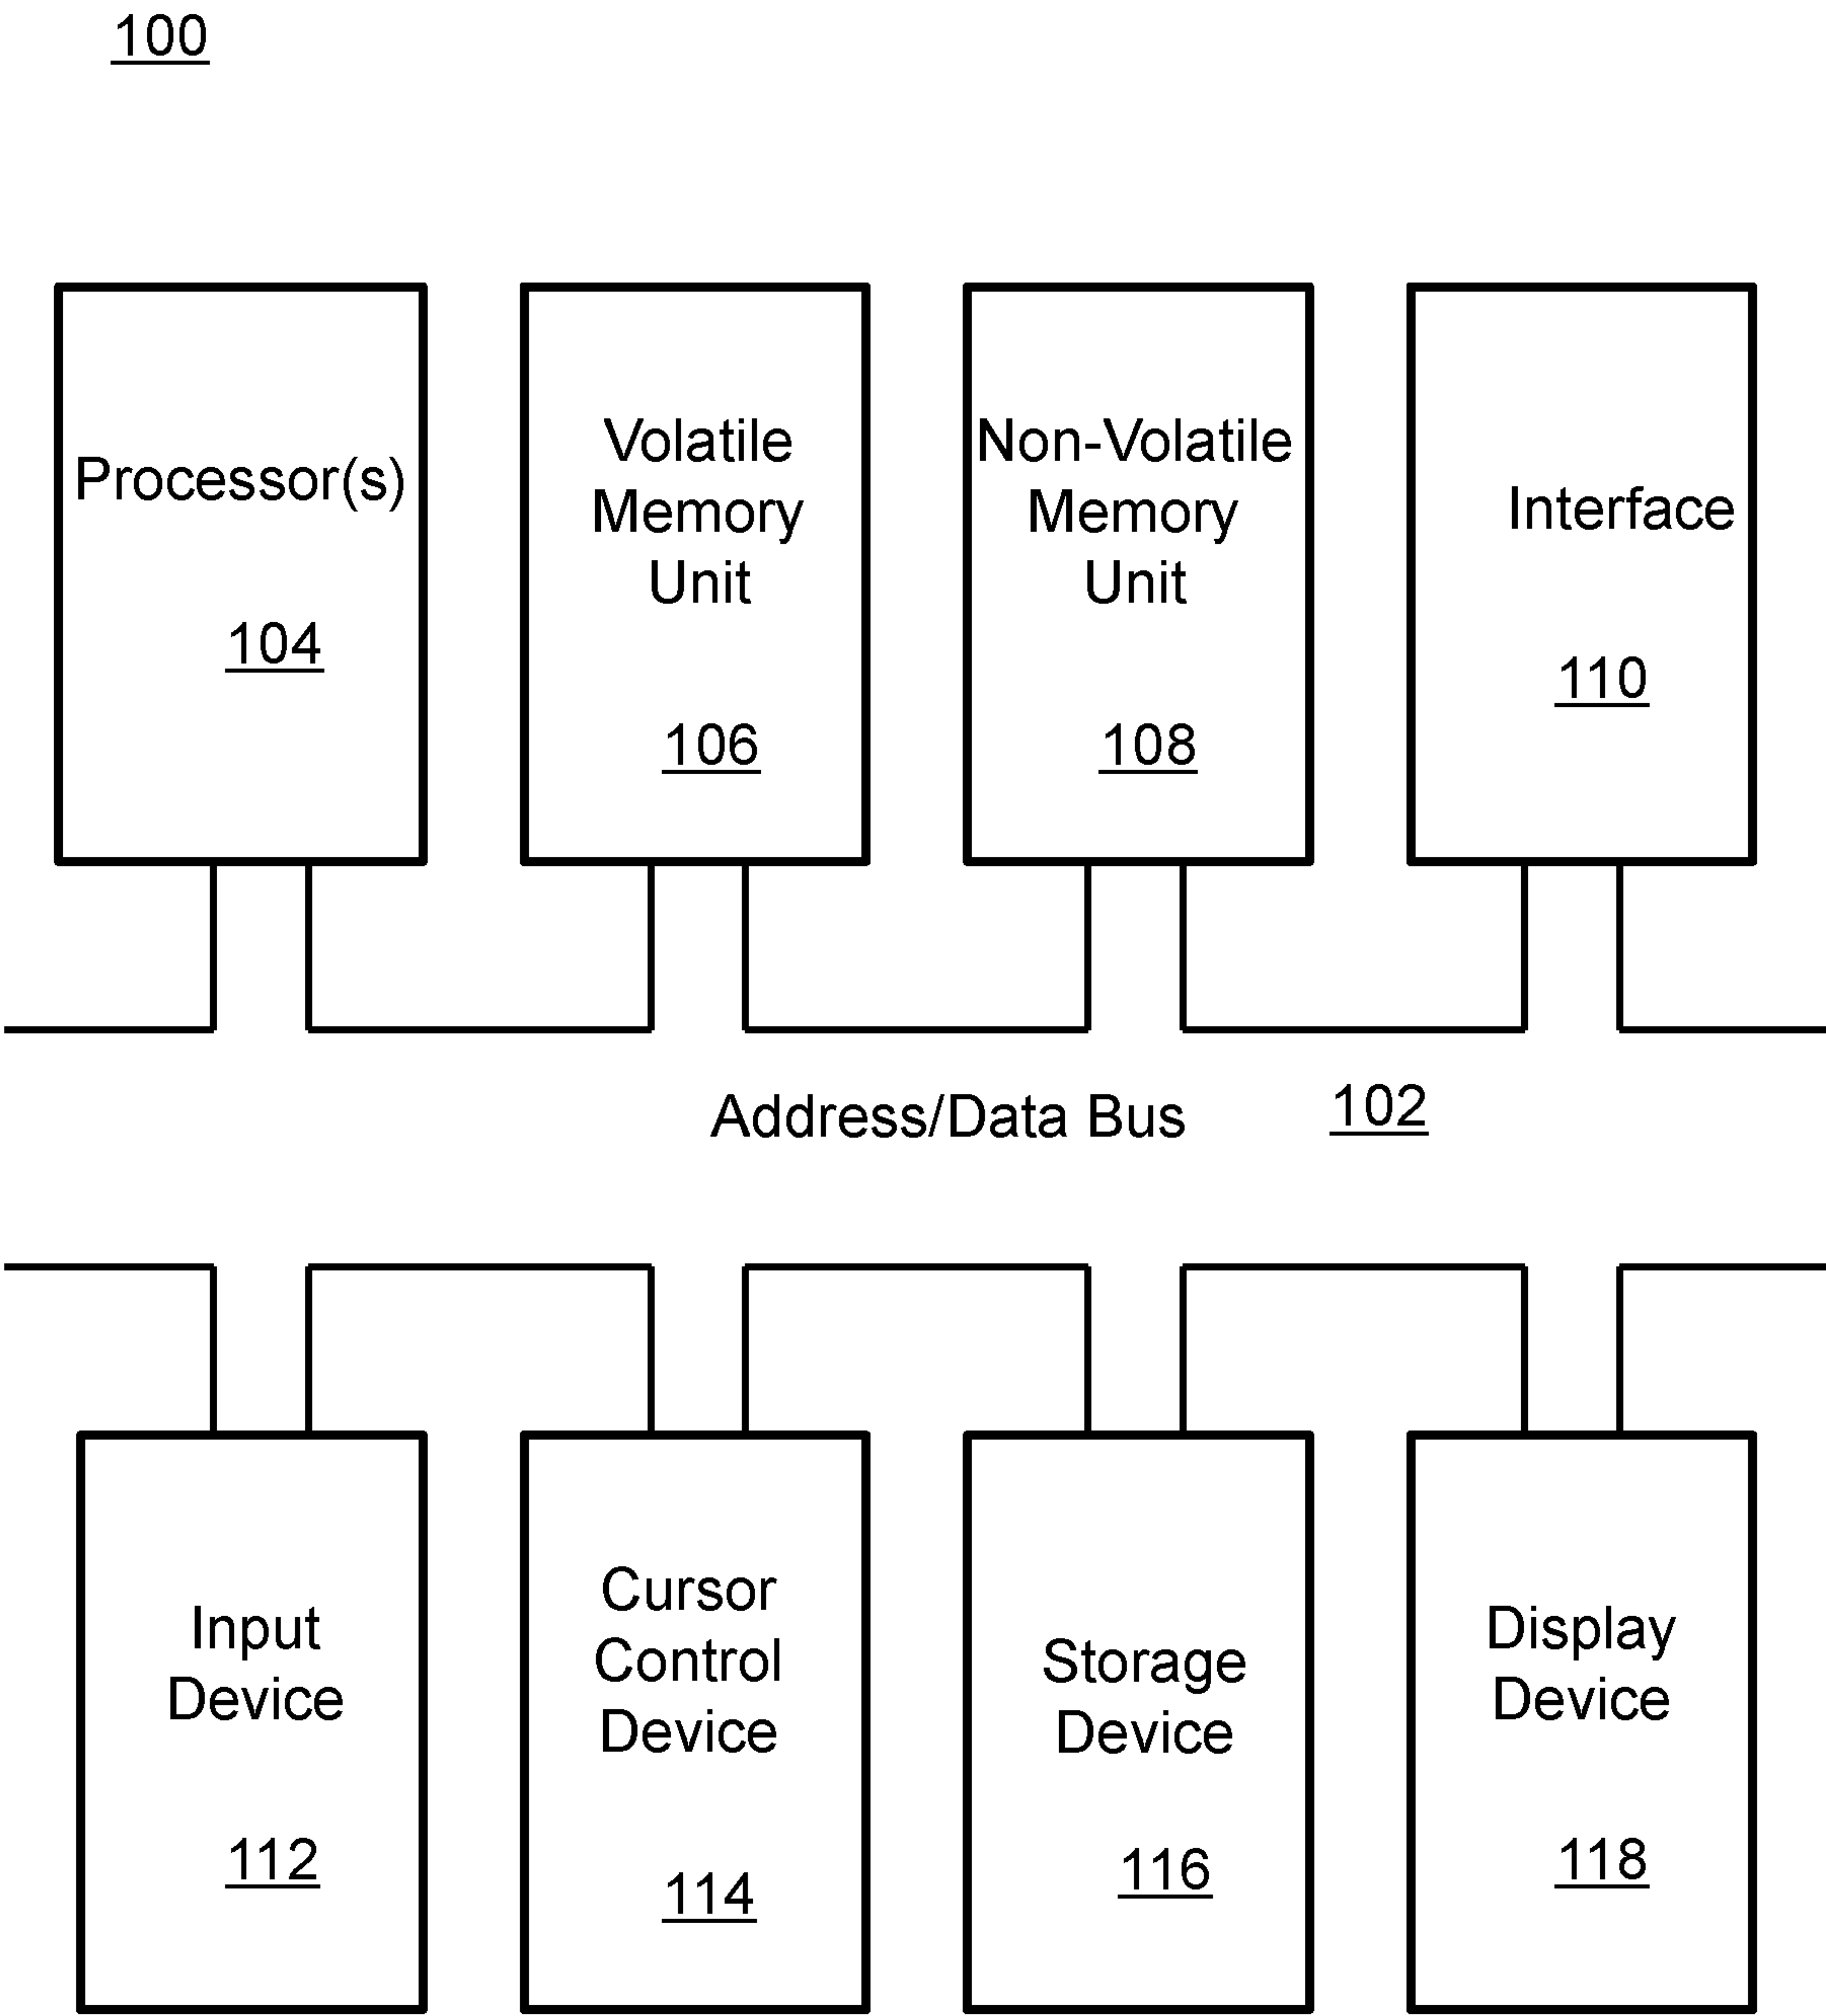 100
Processor(s)
104
Volatile
Memory
Unit
106
Non-Volatile
Memory
Unit
108
Interface
110
Address/Data Bus 102
Input
Device
112
Cursor
Control
Device
114
Storage
Device
116
Display
Device
118